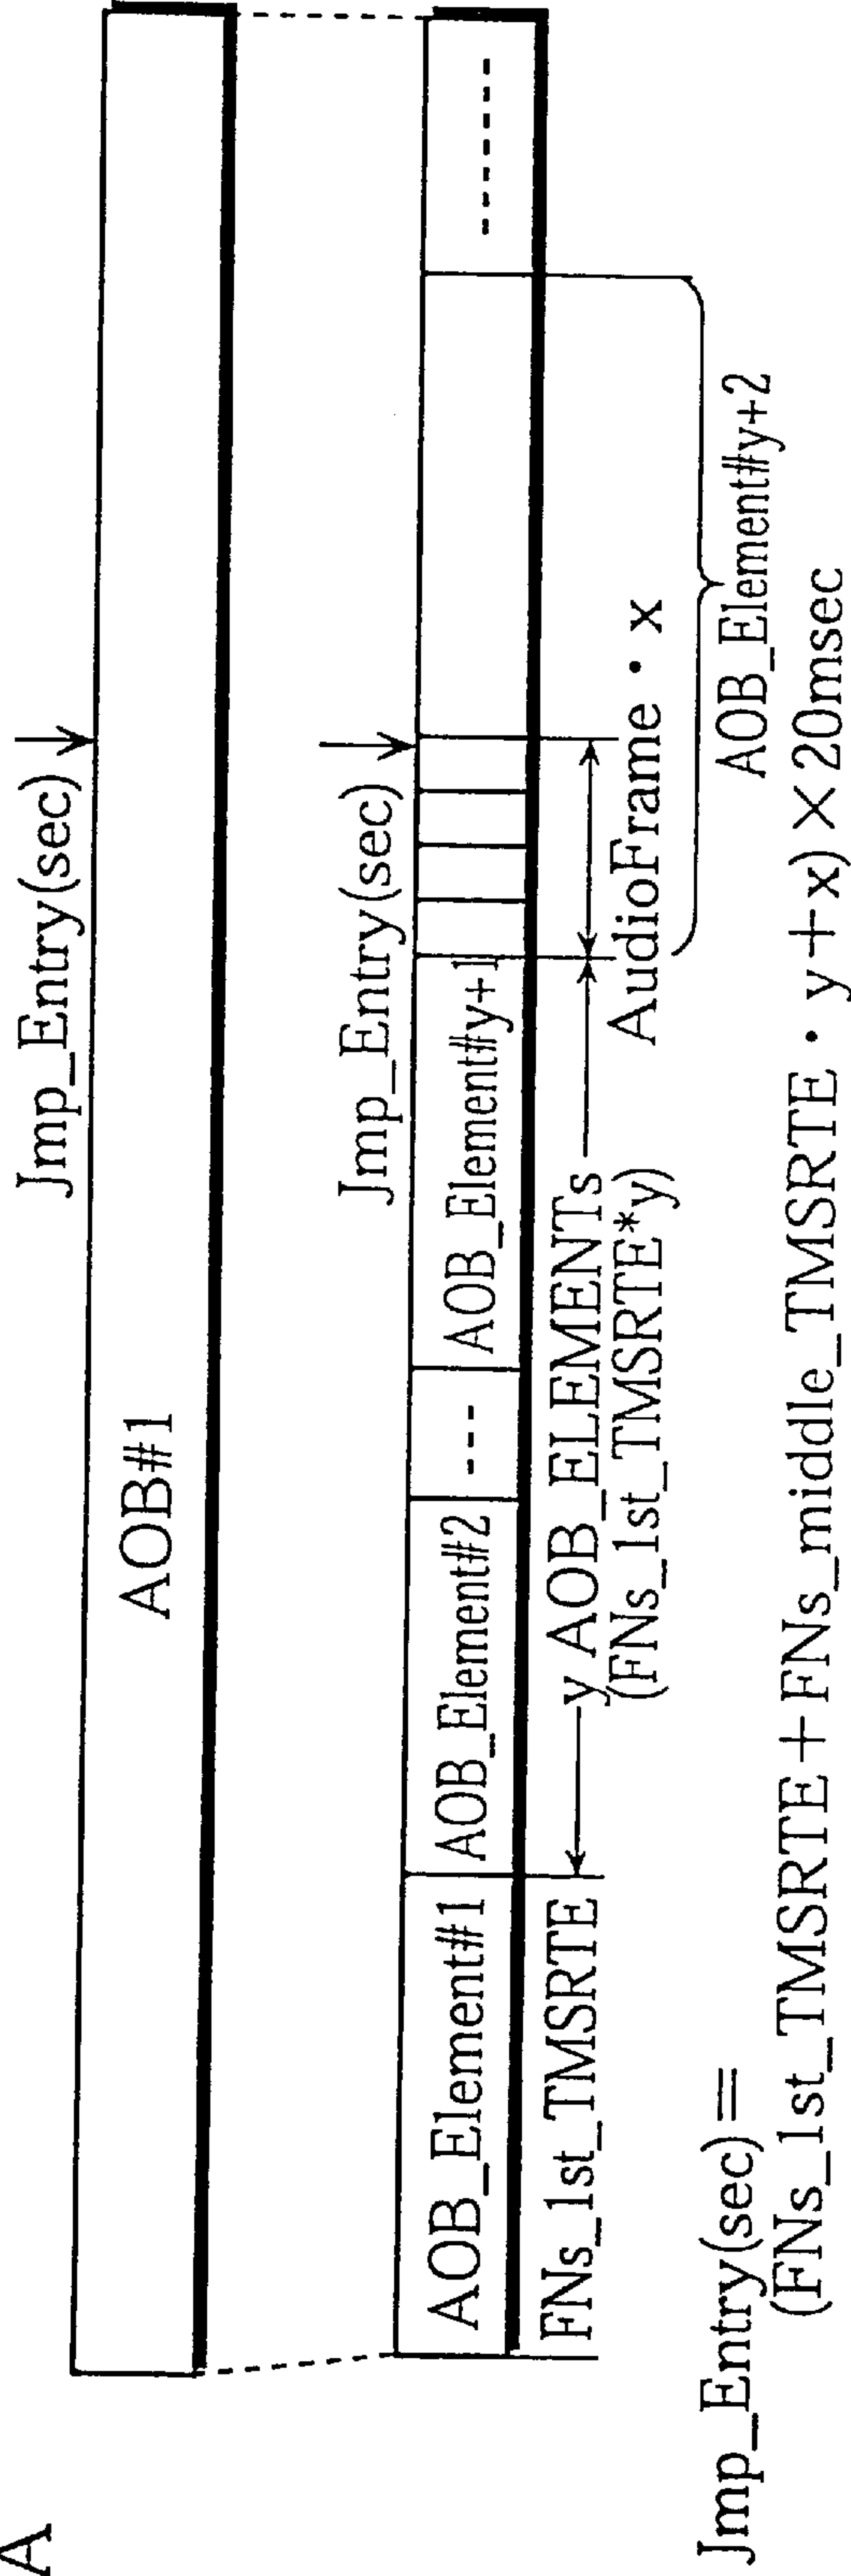 A
Jmp_Entry(sec)
AOB#1
Jmp_Entry(sec)
AOB_Element#1
AOB_Element#2
AOB_Element#y+1
FNs_1st_TMSRTE
y AOB_ELEMENTs
(FNs_1st_TMSRTE*y)
AudioFrame・x
AOB_Element#y+2
Jmp_Entry(sec)=
(FNs_1st_TMSRTE+FNs_middle_TMSRTE・y+x)×20msec